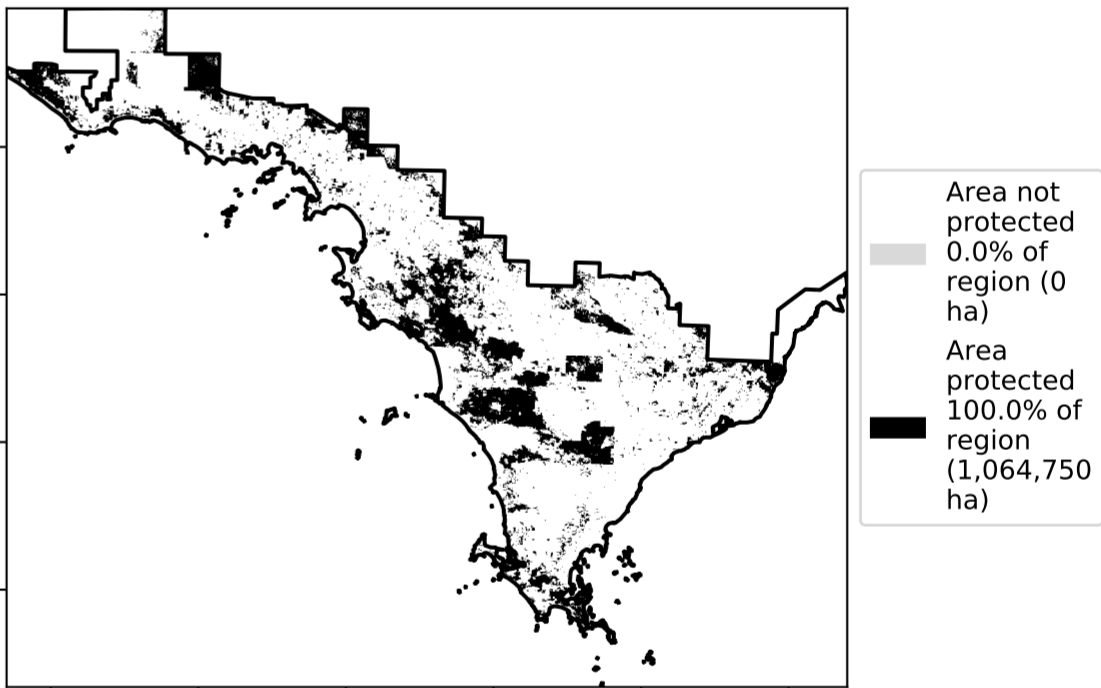 Area not
protected
0.0% of
region (0
ha)
Area
protected
100.0% of
region
(1,064,750
ha)